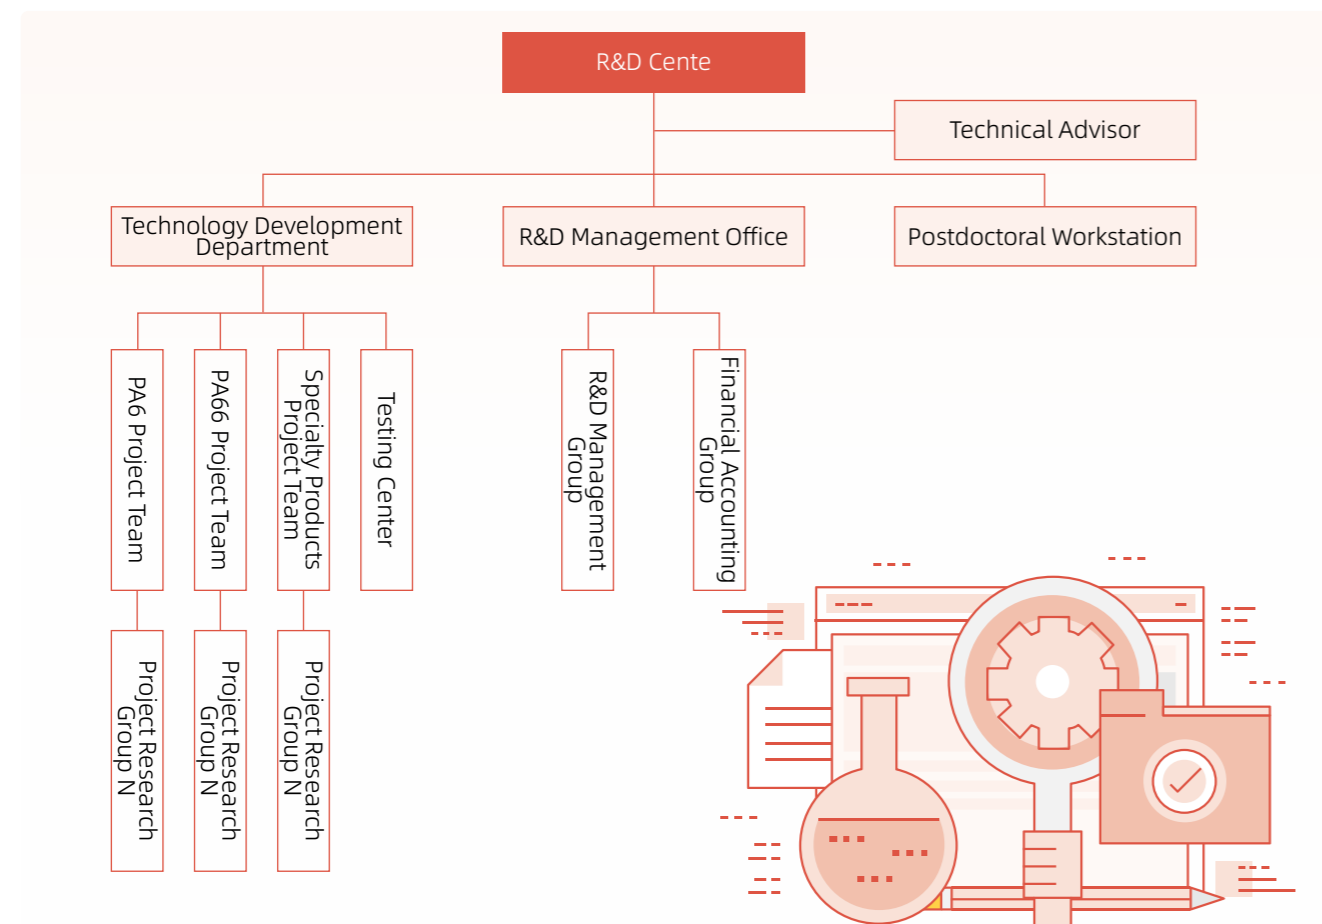 R&D Cente
Technical Advisor
Technology Development
Department
R&D Management Office
Postdoctoral Workstation
PA6 Project Team
PA66 Project Team
Specialty Products
Project Team
Testing Center
R&D Management
Group
Financial Accounting
Group
Project Research
Group N
Project Research
Group N
Project Research
Group N